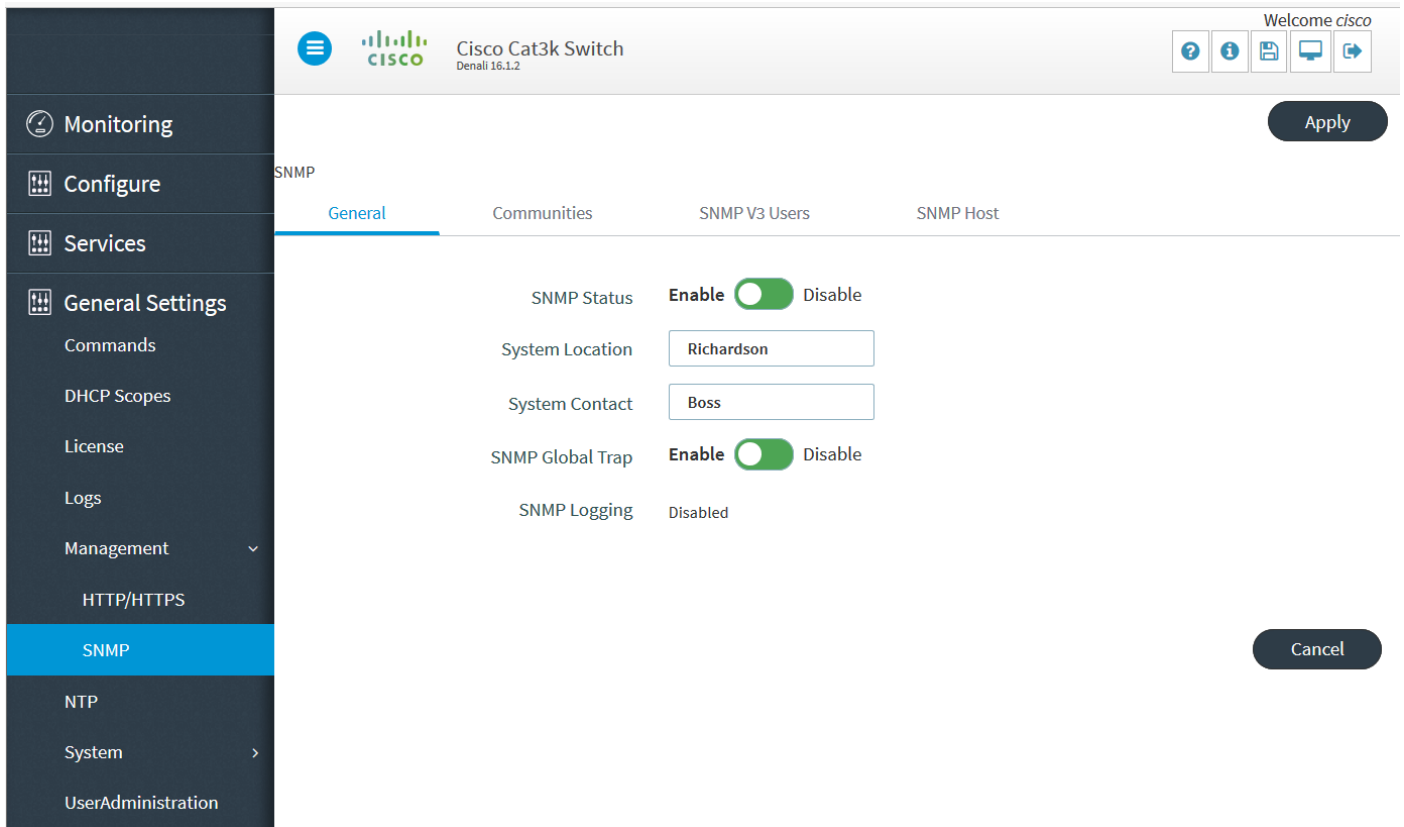 Welcome cisco
CISCO
Cisco Cat3k Switch
Denali 16.1.2
Monitoring
Configure
Services
General Settings
Commands
DHCP Scopes
License
Logs
Management
HTTP/HTTPS
SNMP
NTP
System
UserAdministration
Apply
SNMP
General Communities SNMP V3 Users SNMP Host
SNMP Status Enable Disable
System Location Richardson
System Contact Boss
SNMP Global Trap Enable Disable
SNMP Logging Disabled
Cancel